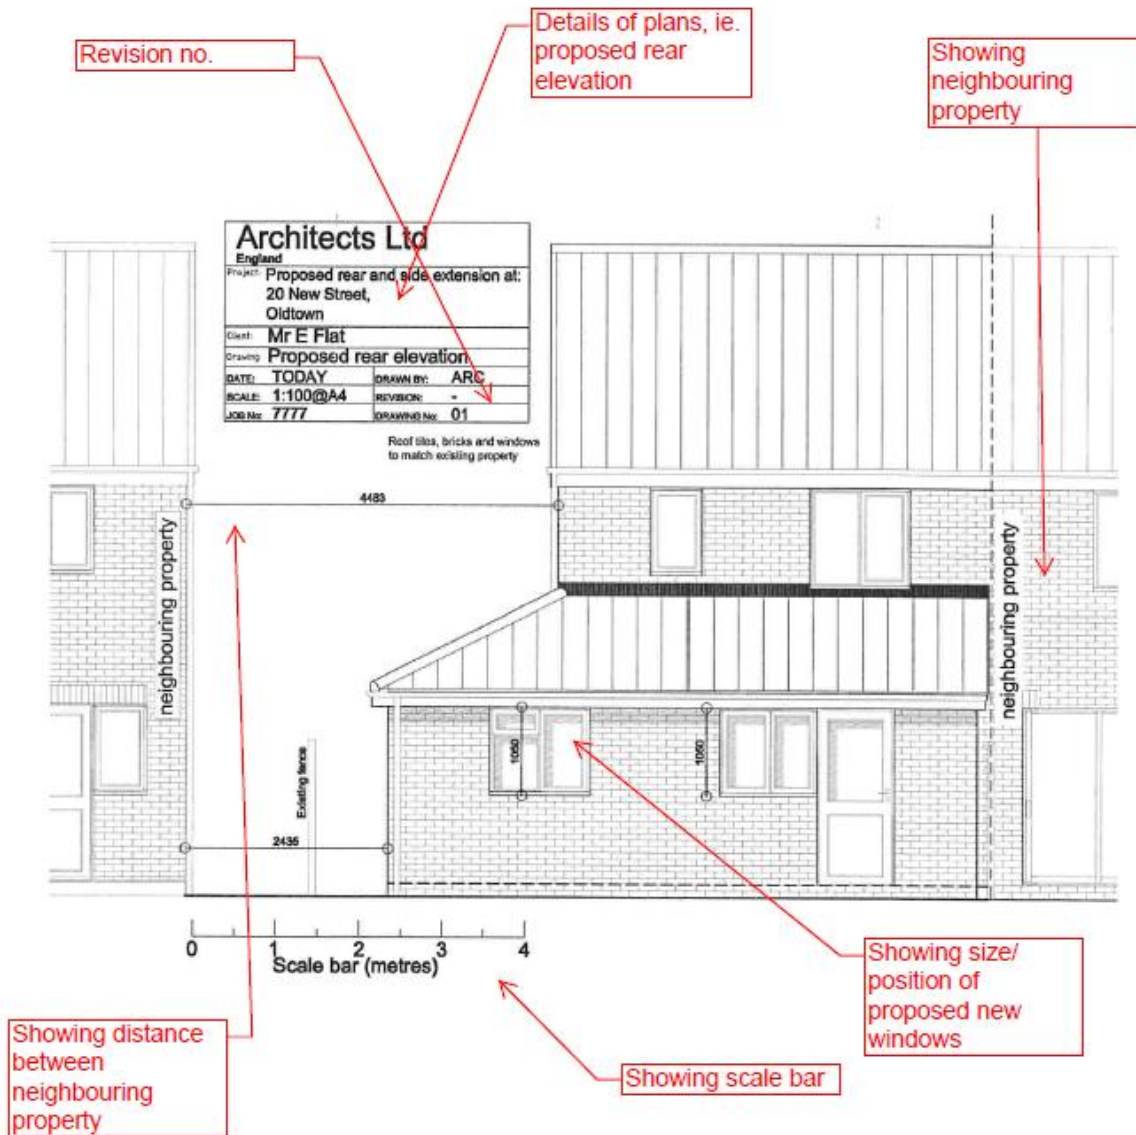 Details of plans, ie.
proposed rear
elevation
Revision no.
Showing
neighbouring
property
Architects Ltd
England
Project: Proposed rear and side extension at:
20 New Street,
Oldtown
Client: Mr E Flat
Drawing Proposed rear elevation
DATE: TODAY DRAWN BY: ARC
SCALE: 1:100@A4 REVISION: -
JOB No: 7777 DRAWING No: 01
Roof tiles, bricks and windows
to match existing property
4483
neighbouring property
neighbouring property
1050
1050
Existing fence
2435
0 1 2 3 4
Scale bar (metres)
Showing size/
position of
proposed new
windows
Showing distance
between
neighbouring
property
Showing scale bar